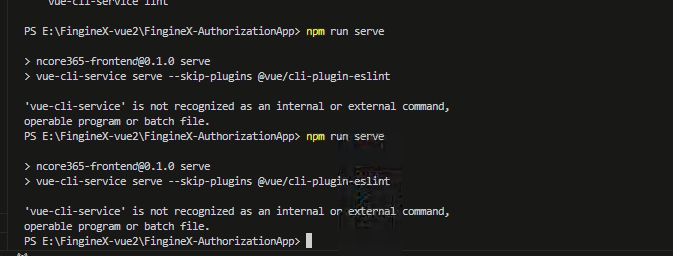 vue-cli-service lint
PS E:\FingineX-vue2\FingineX-AuthorizationApp> npm run serve
> ncore365-frontend@0.1.0 serve
> vue-cli-service serve --skip-plugins @vue/cli-plugin-eslint
'vue-cli-service' is not recognized as an internal or external command,
operable program or batch file.
PS E:\FingineX-vue2\FingineX-AuthorizationApp> npm run serve
> ncore365-frontend@0.1.0 serve
> vue-cli-service serve --skip-plugins @vue/cli-plugin-eslint
'vue-cli-service' is not recognized as an internal or external command,
operable program or batch file.
PS E:\FingineX-vue2\FingineX-AuthorizationApp>